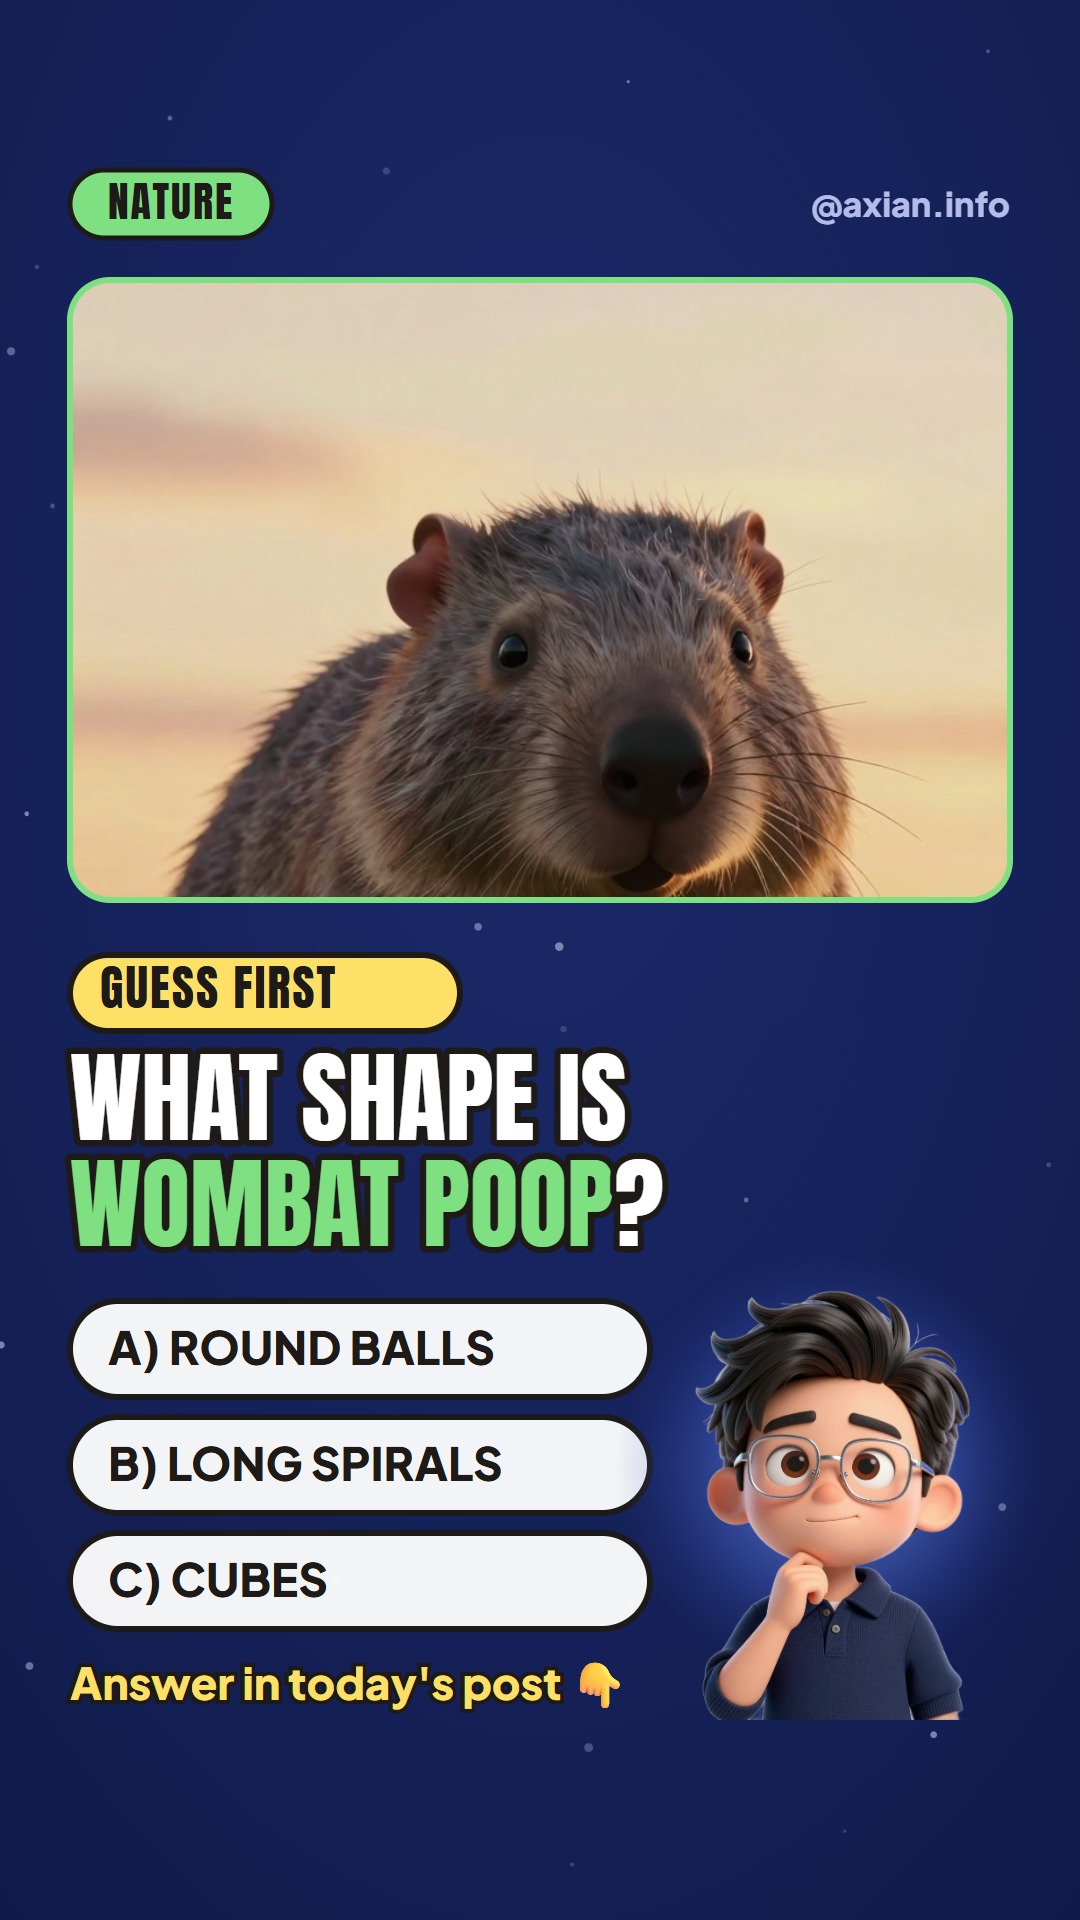 NATURE
@axian.info
GUESS FIRST
WHAT SHAPE IS
WOMBAT POOP?
A) ROUND BALLS
B) LONG SPIRALS
C) CUBES
Answer in today's post 👇